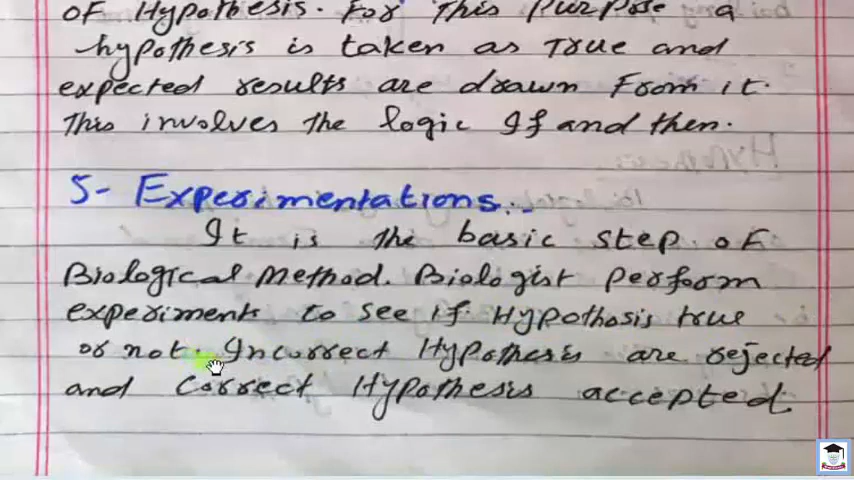 of Hypothesis. For This Purpose a
hypothesis is taken as True and
expected results are drawn From it.
This involves the logic If and then.
5- Experimentations:-
It is the basic step of
Biological Method. Biologist perform
experiments to see if Hypothosis true
or not. Incorrect Hypothesis are rejected
and Correct Hypothesis accepted.